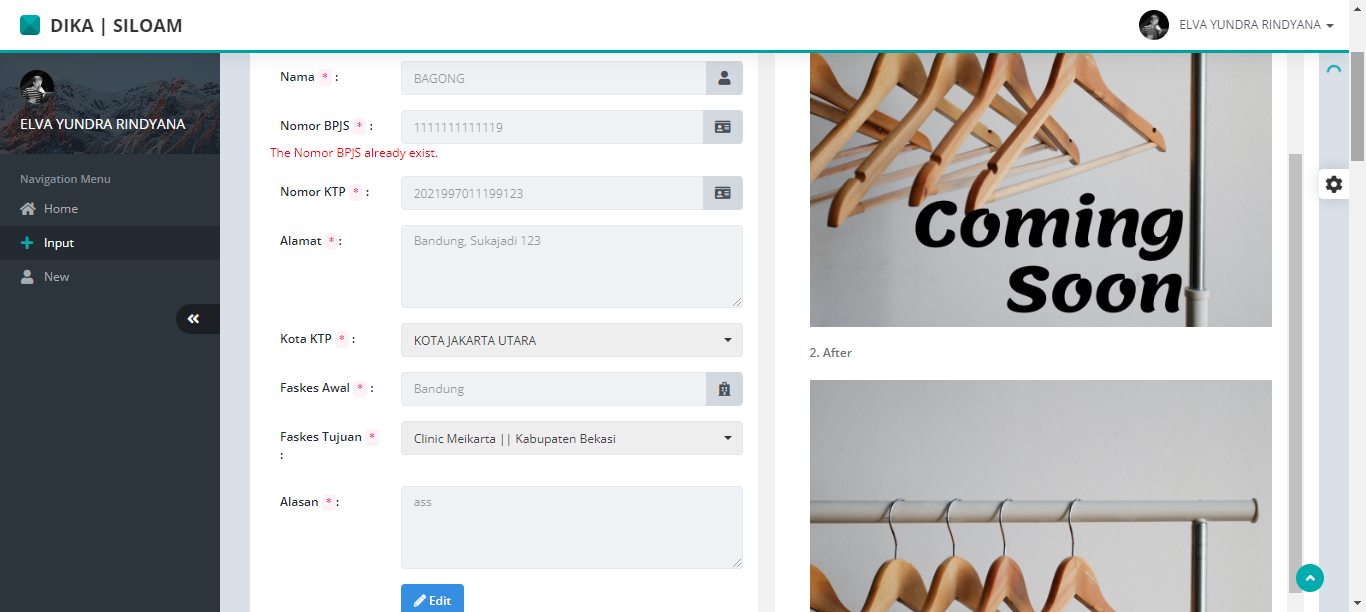 DIKA | SILOAM
ELVA YUNDRA RINDYANA
ELVA YUNDRA RINDYANA
Navigation Menu
Home
Input
New
Nama * :
BAGONG
Nomor BPJS * :
1111111111119
The Nomor BPJS already exist.
Nomor KTP * :
2021997011199123
Alamat * :
Bandung, Sukajadi 123
Kota KTP * :
KOTA JAKARTA UTARA
Faskes Awal * :
Bandung
Faskes Tujuan *
:
Clinic Meikarta || Kabupaten Bekasi
Alasan * :
ass
Edit
Coming
Soon
2. After